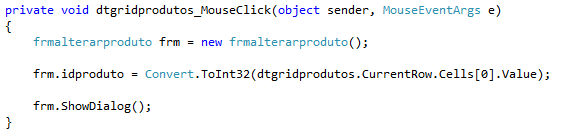 private void dtgridprodutos_MouseClick(object sender, MouseEventArgs e)
{
frmalterarproduto frm = new frmalterarproduto();
frm.idproduto = Convert.ToInt32(dtgridprodutos.CurrentRow.Cells[0].Value);
frm.ShowDialog();
}